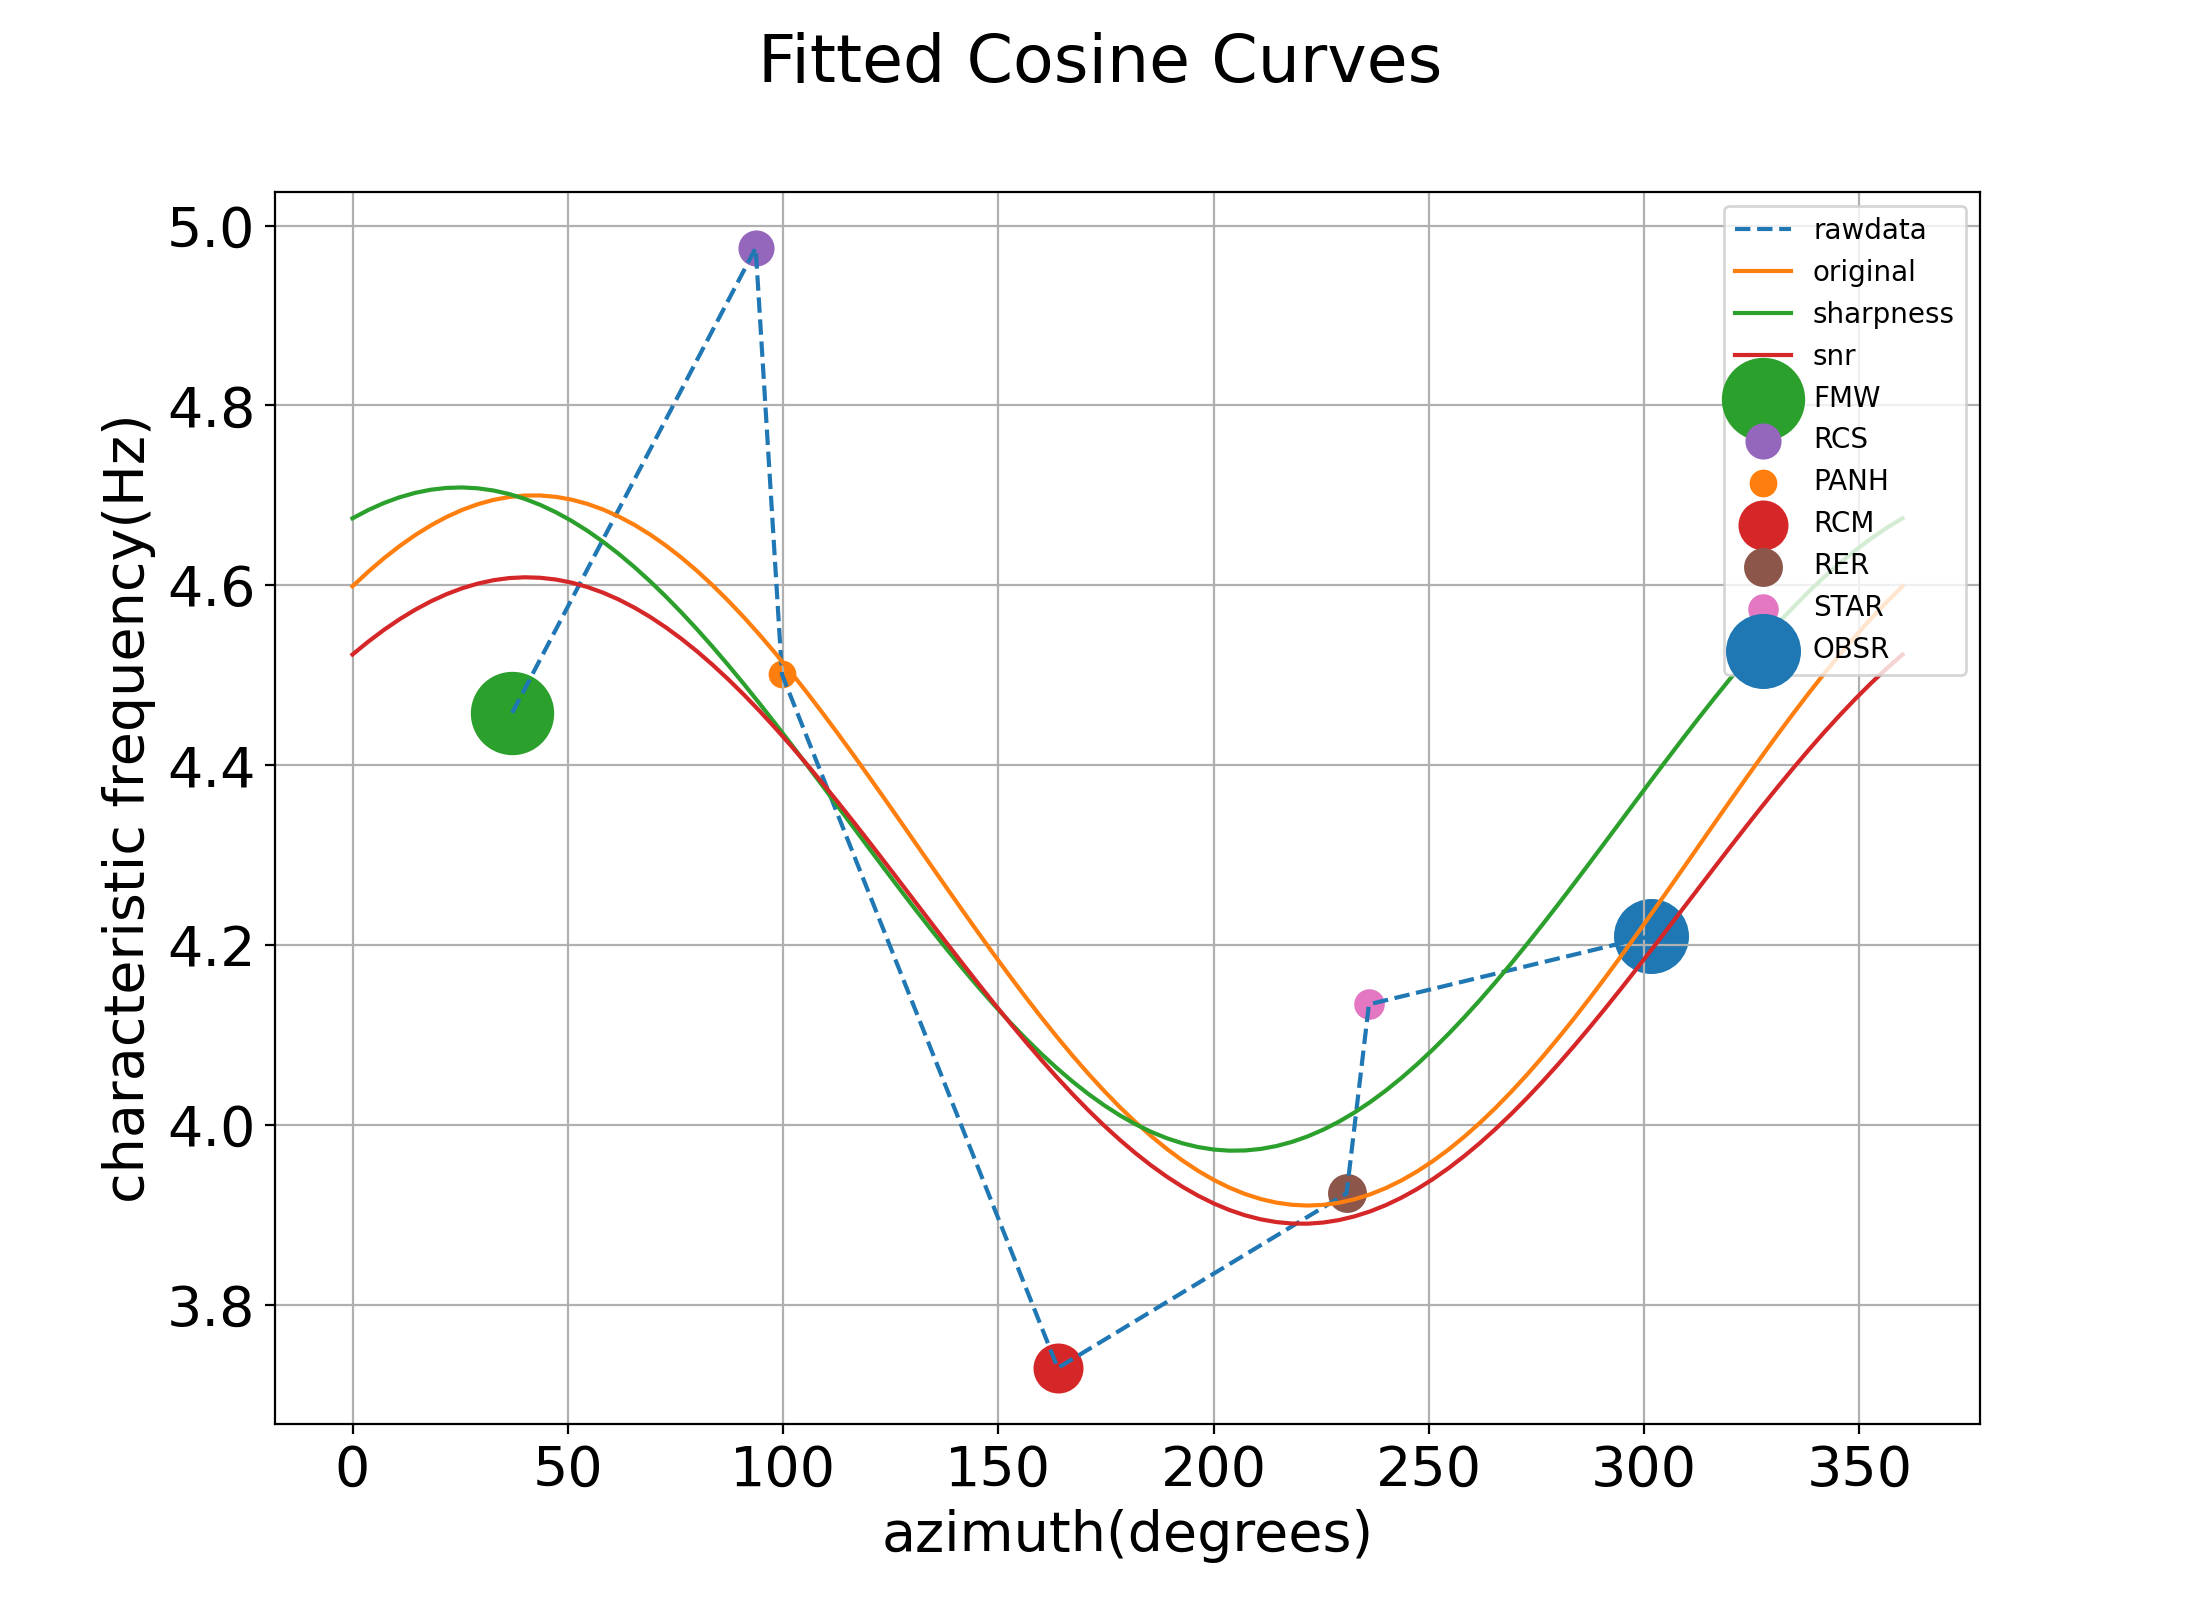 Fitted Cosine Curves
characteristic frequency(Hz)
5.0
4.8
4.6
4.4
4.2
4.0
3.8
rawdata
original
sharpness
snr
FMW
RCS
PANH
RCM
RER
STAR
OBSR
0 50 100 150 200 250 300 350
azimuth(degrees)